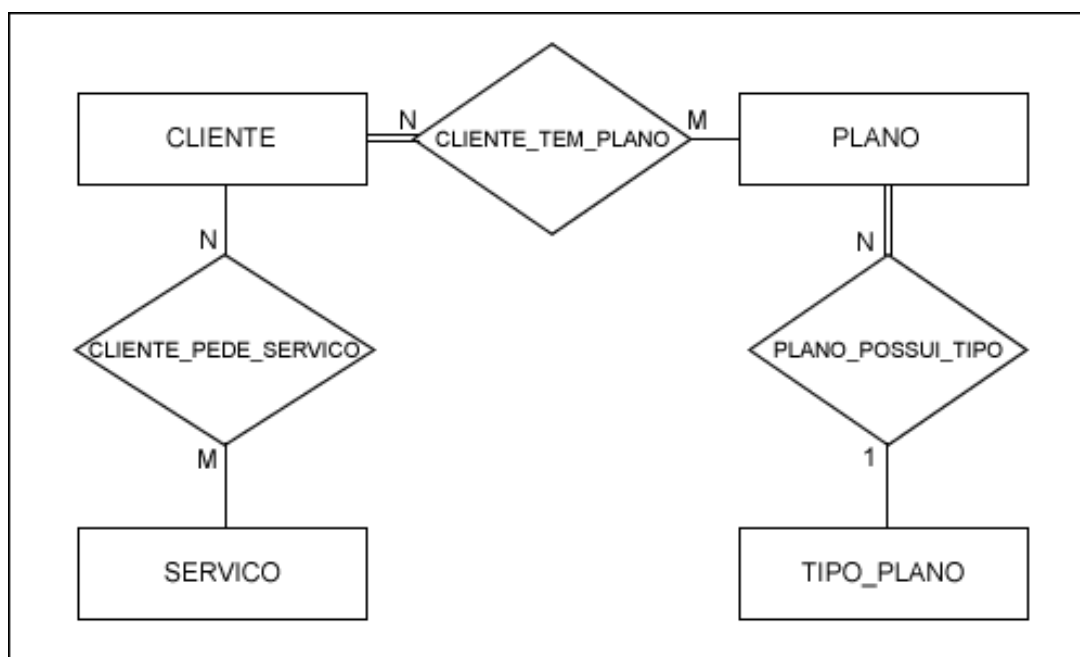 CLIENTE
N
CLIENTE_TEM_PLANO
M
PLANO
N
CLIENTE_PEDE_SERVICO
M
SERVICO
N
PLANO_POSSUI_TIPO
1
TIPO_PLANO